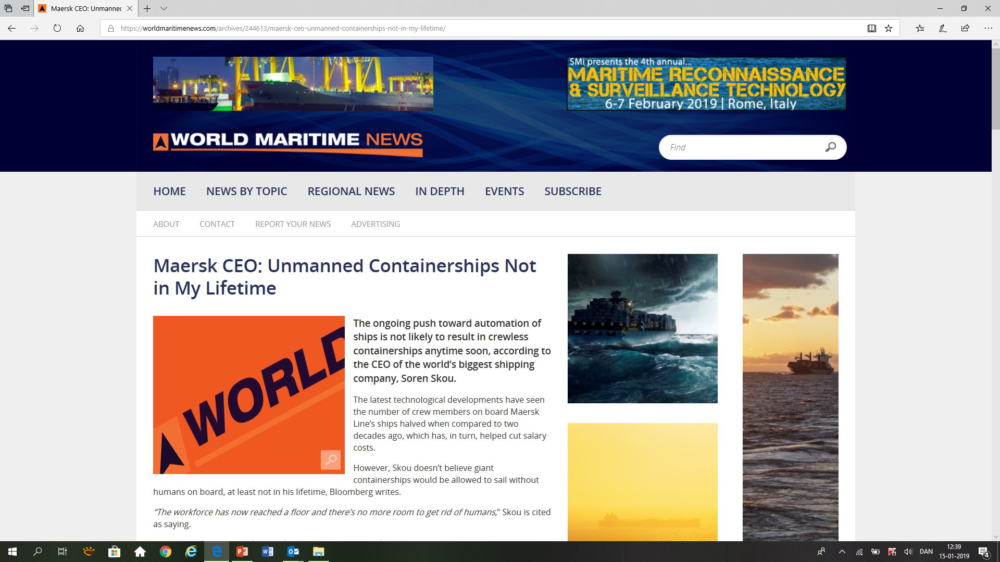 Maersk CEO: Unmanned
https://worldmaritimenews.com/archives/244613/maersk-ceo-unmanned-containerships-not-in-my-lifetime/
SMi presents the 4th annual...
MARITIME RECONNAISSANCE
& SURVEILLANCE TECHNOLOGY
6-7 February 2019 | Rome, Italy
WORLD MARITIME NEWS
Find
HOME NEWS BY TOPIC REGIONAL NEWS IN DEPTH EVENTS SUBSCRIBE
ABOUT CONTACT REPORT YOUR NEWS ADVERTISING
Maersk CEO: Unmanned Containerships Not
in My Lifetime
WORLD
The ongoing push toward automation of
ships is not likely to result in crewless
containerships anytime soon, according to
the CEO of the world’s biggest shipping
company, Soren Skou.
The latest technological developments have seen
the number of crew members on board Maersk
Line’s ships halved when compared to two
decades ago, which has, in turn, helped cut salary
costs.
However, Skou doesn’t believe giant
containerships would be allowed to sail without
humans on board, at least not in his lifetime, Bloomberg writes.
“The workforce has now reached a floor and there’s no more room to get rid of humans,” Skou is cited
as saying.
DAN
12:39
15-01-2019
4